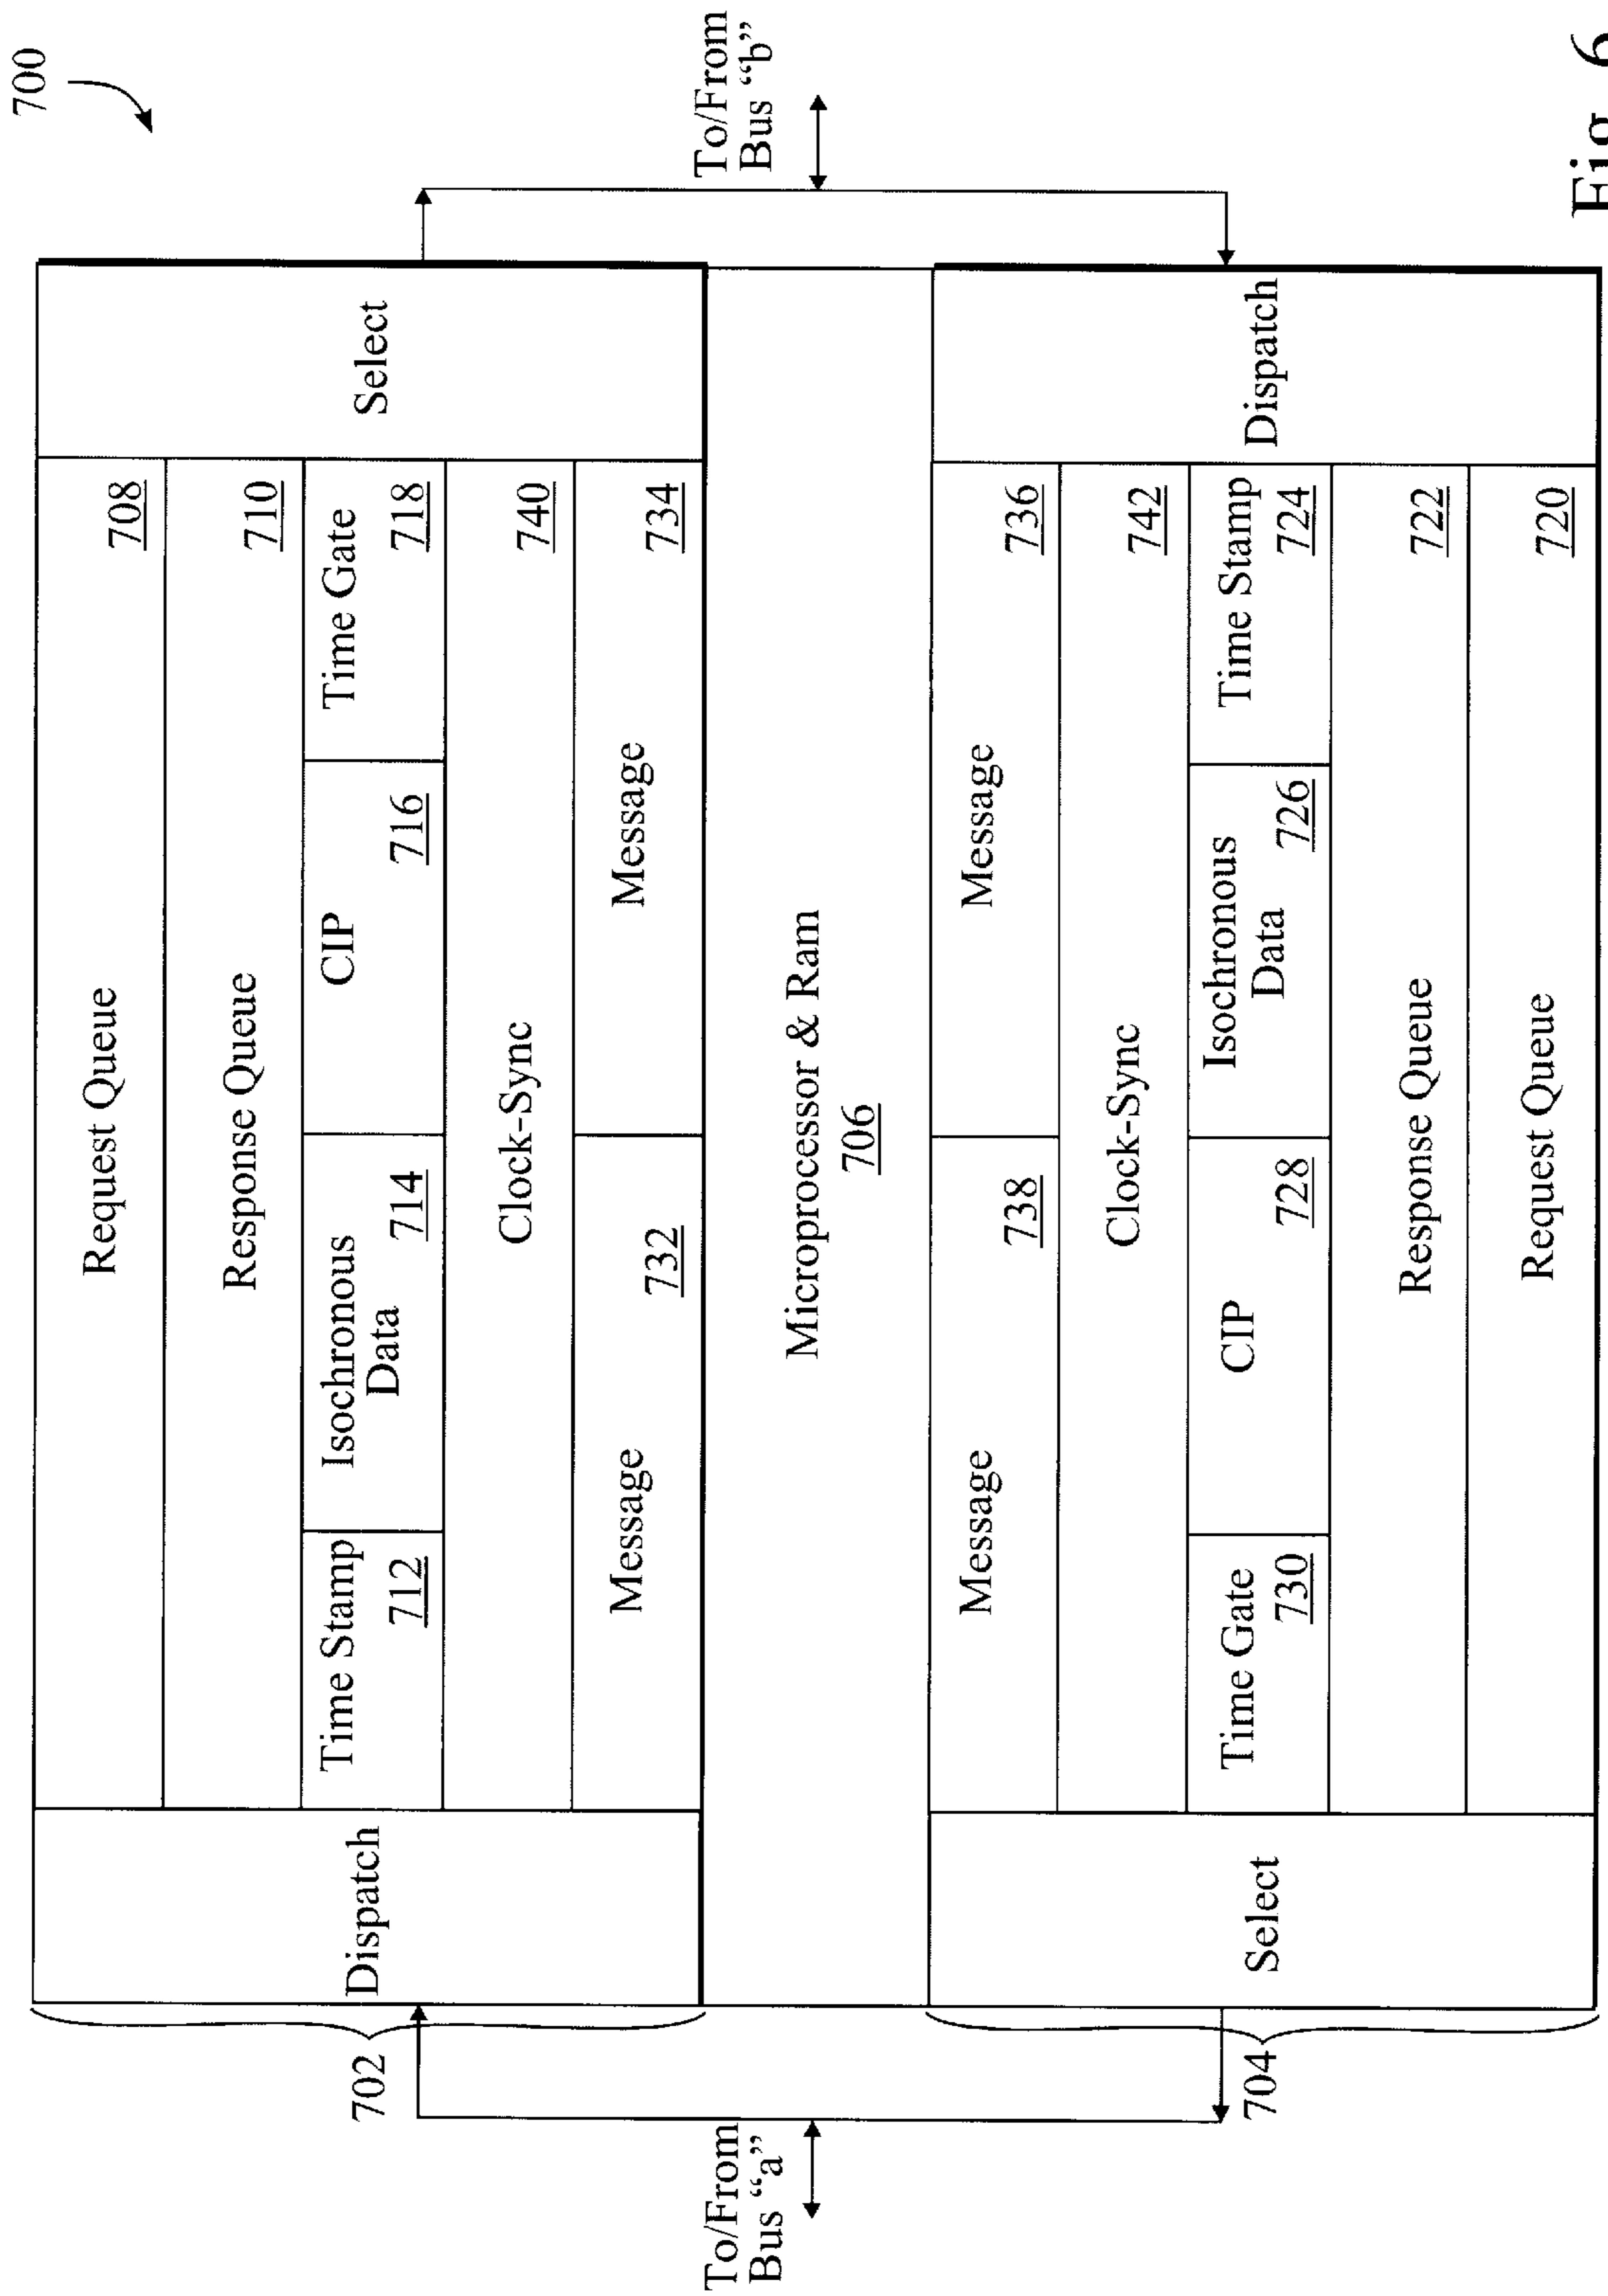 700
Dispatch
Request Queue
708
Response Queue
710
Time Stamp
712
Isochronous
Data
714
CIP
716
Time Gate
718
Clock-Sync
740
Message
732
Message
734
Select
702
To/From
Bus “a”
Microprocessor & Ram
706
To/From
Bus “b”
704
Select
Message
738
Message
736
Clock-Sync
742
Time Gate
730
CIP
728
Isochronous
Data
726
Time Stamp
724
Response Queue
722
Request Queue
720
Dispatch
Fig. 6